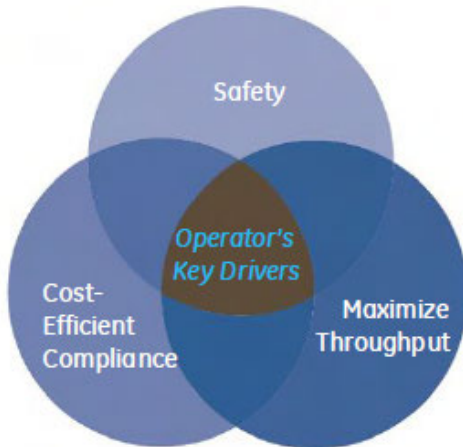 Safety
Operator's
Key Drivers
Cost-
Efficient
Compliance
Maximize
Throughput